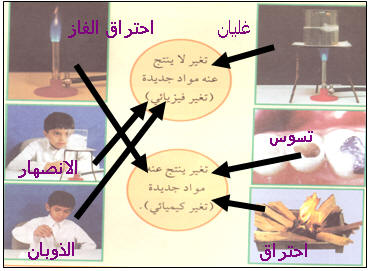 غليان
احتراق الغاز
تغير لا ينتج
عنه مواد جديدة
(تغير فيزيائي)
تسوس
الانصهار
تغير ينتج عنه
مواد جديدة
(تغير كيميائي).
احتراق
الذوبان